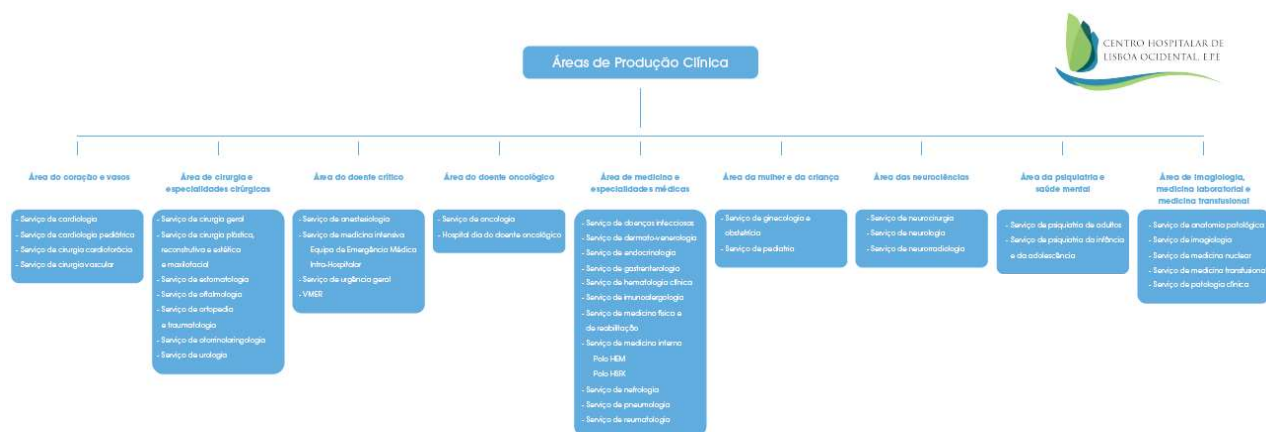 CENTRO HOSPITALAR DE
LISBOA OCIDENTAL, E.P.E
Áreas de Produção Clínica
Área do coração e vasos
- Serviço de cardiologia
- Serviço de cardiologia pediátrica
- Serviço de cirurgia cardiotorácia
- Serviço de cirurgia vascular
Área de cirurgia e
especialidades cirúrgicas
- Serviço de cirurgia geral
- Serviço de cirurgia plástica,
reconstrutiva e estética
e maxilofacial
- Serviço de estomatologia
- Serviço de oftalmologia
- Serviço de ortopedia
e traumatologia
- Serviço de otorrinolaringologia
- Serviço de urologia
Área do doente crítico
- Serviço de anestesiologia
- Serviço de medicina intensiva
Equipa de Emergência Médica
Intra-Hospitalar
- Serviço de urgência geral
- VMER
Área do doente oncológico
- Serviço de oncologia
- Hospital dia do doente oncológico
Área de medicina e
especialidades médicas
- Serviço de doenças infecciosas
- Serviço de dermato-venerologia
- Serviço de endocrinologia
- Serviço de gastrenterologia
- Serviço de hematologia clínica
- Serviço de imunoalergologia
- Serviço de medicina física e
de reabilitação
- Serviço de medicina interna
Polo HEM
Polo HSFX
- Serviço de nefrologia
- Serviço de pneumologia
- Serviço de reumatologia
Área da mulher e da criança
- Serviço de ginecologia e
obstetrícia
- Serviço de pediatria
Área das neurociências
- Serviço de neurocirurgia
- Serviço de neurologia
- Serviço de neurorradiologia
Área da psiquiatria e
saúde mental
- Serviço de psiquiatria de adultos
- Serviço de psiquiatria da infância
e da adolescência
Área de imagiologia,
medicina laboratorial e
medicina transfusional
- Serviço de anatomia patológica
- Serviço de imagiologia
- Serviço de medicina nuclear
- Serviço de medicina transfusional
- Serviço de patologia clínica